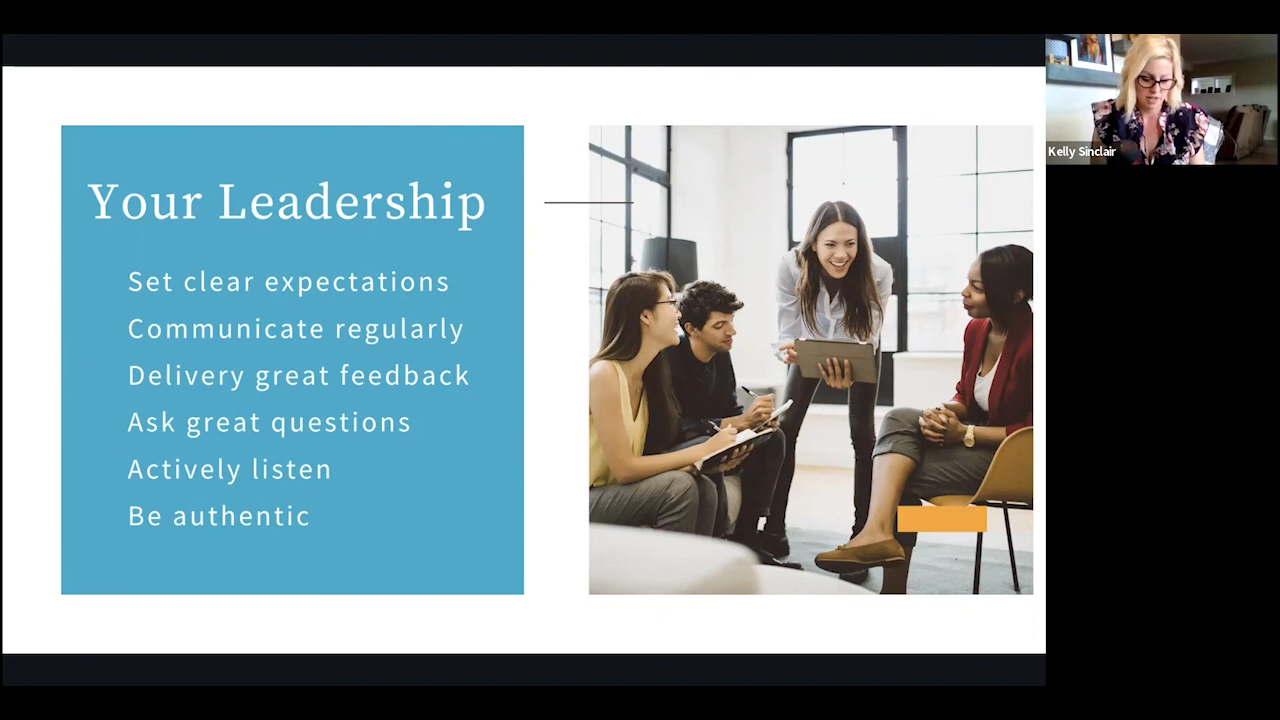 Your Leadership
Set clear expectations
Communicate regularly
Delivery great feedback
Ask great questions
Actively listen
Be authentic
Kelly Sinclair